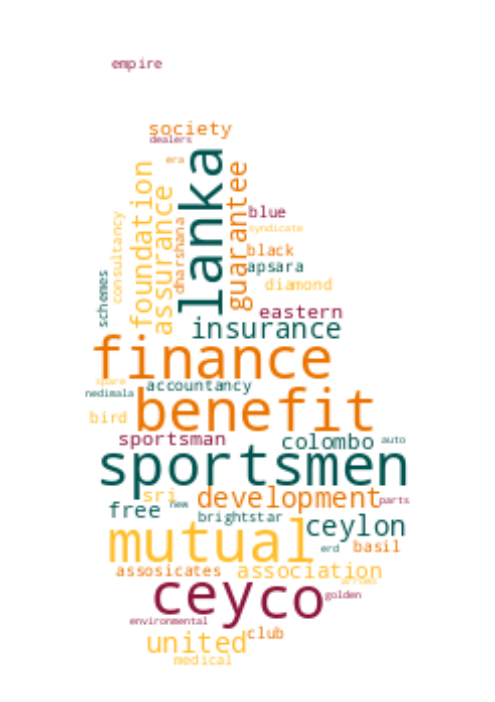 empire
society
dealers
era
lanka
foundation
assurance
guarantee
dharshana
consultancy
blue
syndicate
black
apsara
schemes
diamond
eastern
insurance
finance
spare
accountancy
nedimala
benefit
bird
sportsman
colombo
auto
sportsmen
sri
development
parts
free
new
brightstar
ceylon
mutual
erd
basil
assosicates
association
arrows
ceyco
golden
environmental
united
club
medical